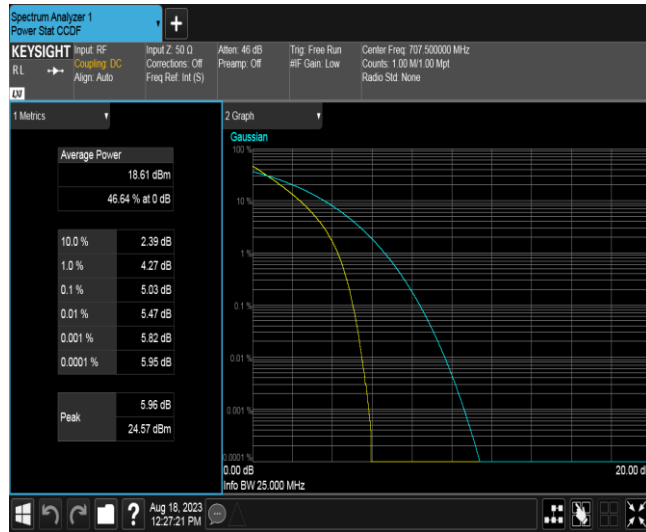 Spectrum Analyzer 1
Power Stat CCDF
+
KEYSIGHT
Input: RF
Coupling: DC
Align: Auto
Input Z: 50 Ω
Corrections: Off
Freq Ref: Int (S)
Atten: 46 dB
Preamp: Off
Trig: Free Run
#IF Gain: Low
Center Freq: 707.500000 MHz
Counts: 1.00 M/1.00 Mpt
Radio Std: None
R L
LXI
1 Metrics
Average Power
18.61 dBm
46.64 % at 0 dB
10.0 % 2.39 dB
1.0 % 4.27 dB
0.1 % 5.03 dB
0.01 % 5.47 dB
0.001 % 5.82 dB
0.0001 % 5.95 dB
Peak
5.96 dB
24.57 dBm
2 Graph
Gaussian
100 %
10 %
1 %
0.1 %
0.01 %
0.001 %
0.0001 %
0.00 dB 20.00 d
Info BW 25.000 MHz
?
Aug 18, 2023
12:27:21 PM